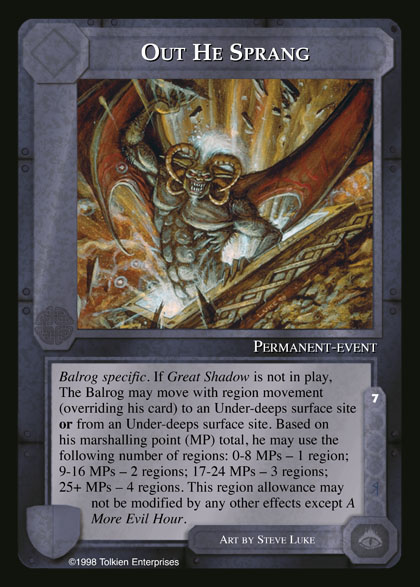 Out He Sprang
Permanent-event
Balrog specific. If Great Shadow is not in play,
The Balrog may move with region movement
(overriding his card) to an Under-deeps surface site
or from an Under-deeps surface site. Based on
his marshalling point (MP) total, he may use the
following number of regions: 0-8 MPs – 1 region;
9-16 MPs – 2 regions; 17-24 MPs – 3 regions;
25+ MPs – 4 regions. This region allowance may
not be modified by any other effects except A
More Evil Hour.
7
Art by Steve Luke
©1998 Tolkien Enterprises